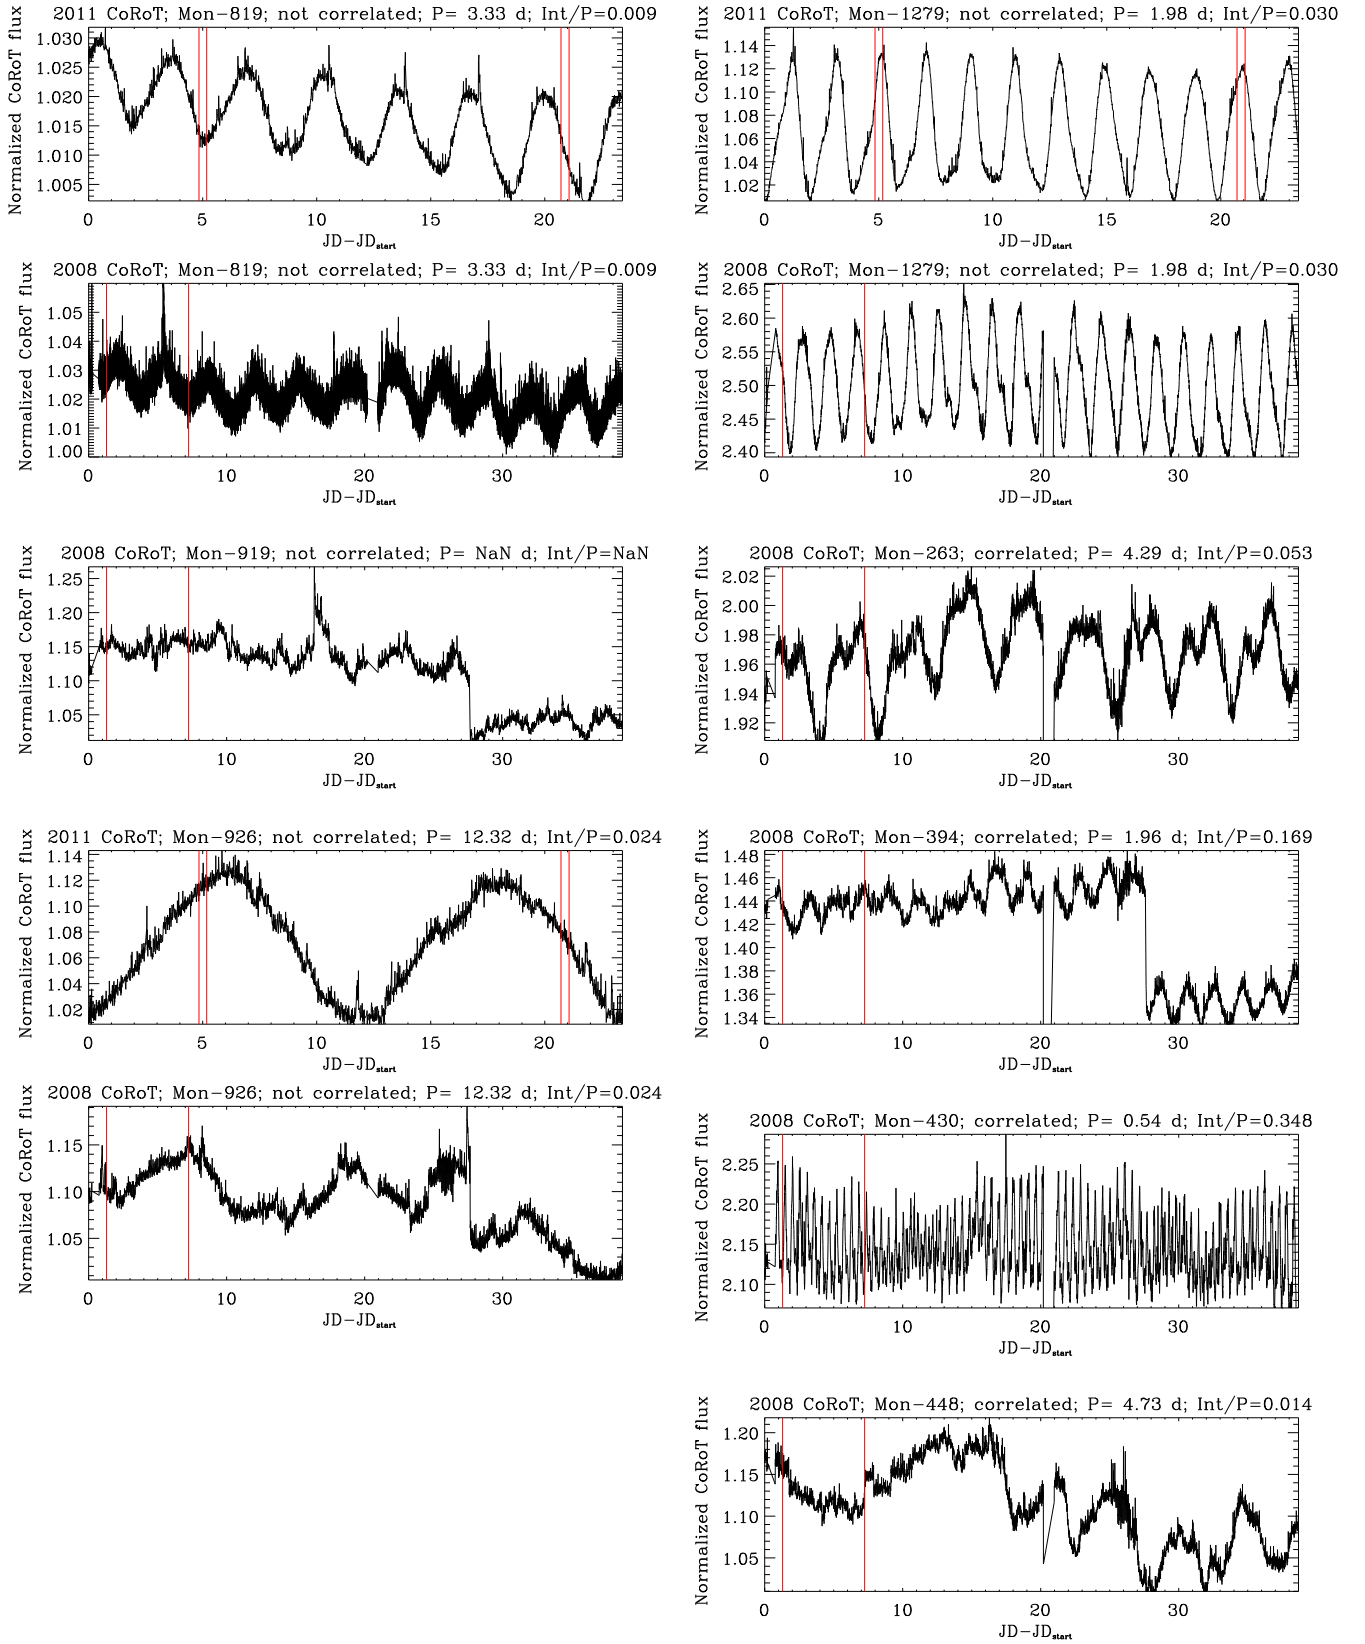 2011 CoRoT; Mon-819; not correlated; P= 3.33 d; Int/P=0.009
Normalized CoRoT flux
1.030
1.025
1.020
1.015
1.010
1.005
0 5 10 15 20
JD-JDstart
2008 CoRoT; Mon-819; not correlated; P= 3.33 d; Int/P=0.009
Normalized CoRoT flux
1.05
1.04
1.03
1.02
1.01
1.00
0 10 20 30
JD-JDstart
2008 CoRoT; Mon-919; not correlated; P= NaN d; Int/P=NaN
Normalized CoRoT flux
1.25
1.20
1.15
1.10
1.05
0 10 20 30
JD-JDstart
2011 CoRoT; Mon-926; not correlated; P= 12.32 d; Int/P=0.024
Normalized CoRoT flux
1.14
1.12
1.10
1.08
1.06
1.04
1.02
0 5 10 15 20
JD-JDstart
2008 CoRoT; Mon-926; not correlated; P= 12.32 d; Int/P=0.024
Normalized CoRoT flux
1.15
1.10
1.05
0 10 20 30
JD-JDstart
2011 CoRoT; Mon-1279; not correlated; P= 1.98 d; Int/P=0.030
Normalized CoRoT flux
1.14
1.12
1.10
1.08
1.06
1.04
1.02
0 5 10 15 20
JD-JDstart
2008 CoRoT; Mon-1279; not correlated; P= 1.98 d; Int/P=0.030
Normalized CoRoT flux
2.65
2.60
2.55
2.50
2.45
2.40
0 10 20 30
JD-JDstart
2008 CoRoT; Mon-263; correlated; P= 4.29 d; Int/P=0.053
Normalized CoRoT flux
2.02
2.00
1.98
1.96
1.94
1.92
0 10 20 30
JD-JDstart
2008 CoRoT; Mon-394; correlated; P= 1.96 d; Int/P=0.169
Normalized CoRoT flux
1.48
1.46
1.44
1.42
1.40
1.38
1.36
1.34
0 10 20 30
JD-JDstart
2008 CoRoT; Mon-430; correlated; P= 0.54 d; Int/P=0.348
Normalized CoRoT flux
2.25
2.20
2.15
2.10
0 10 20 30
JD-JDstart
2008 CoRoT; Mon-448; correlated; P= 4.73 d; Int/P=0.014
Normalized CoRoT flux
1.20
1.15
1.10
1.05
0 10 20 30
JD-JDstart